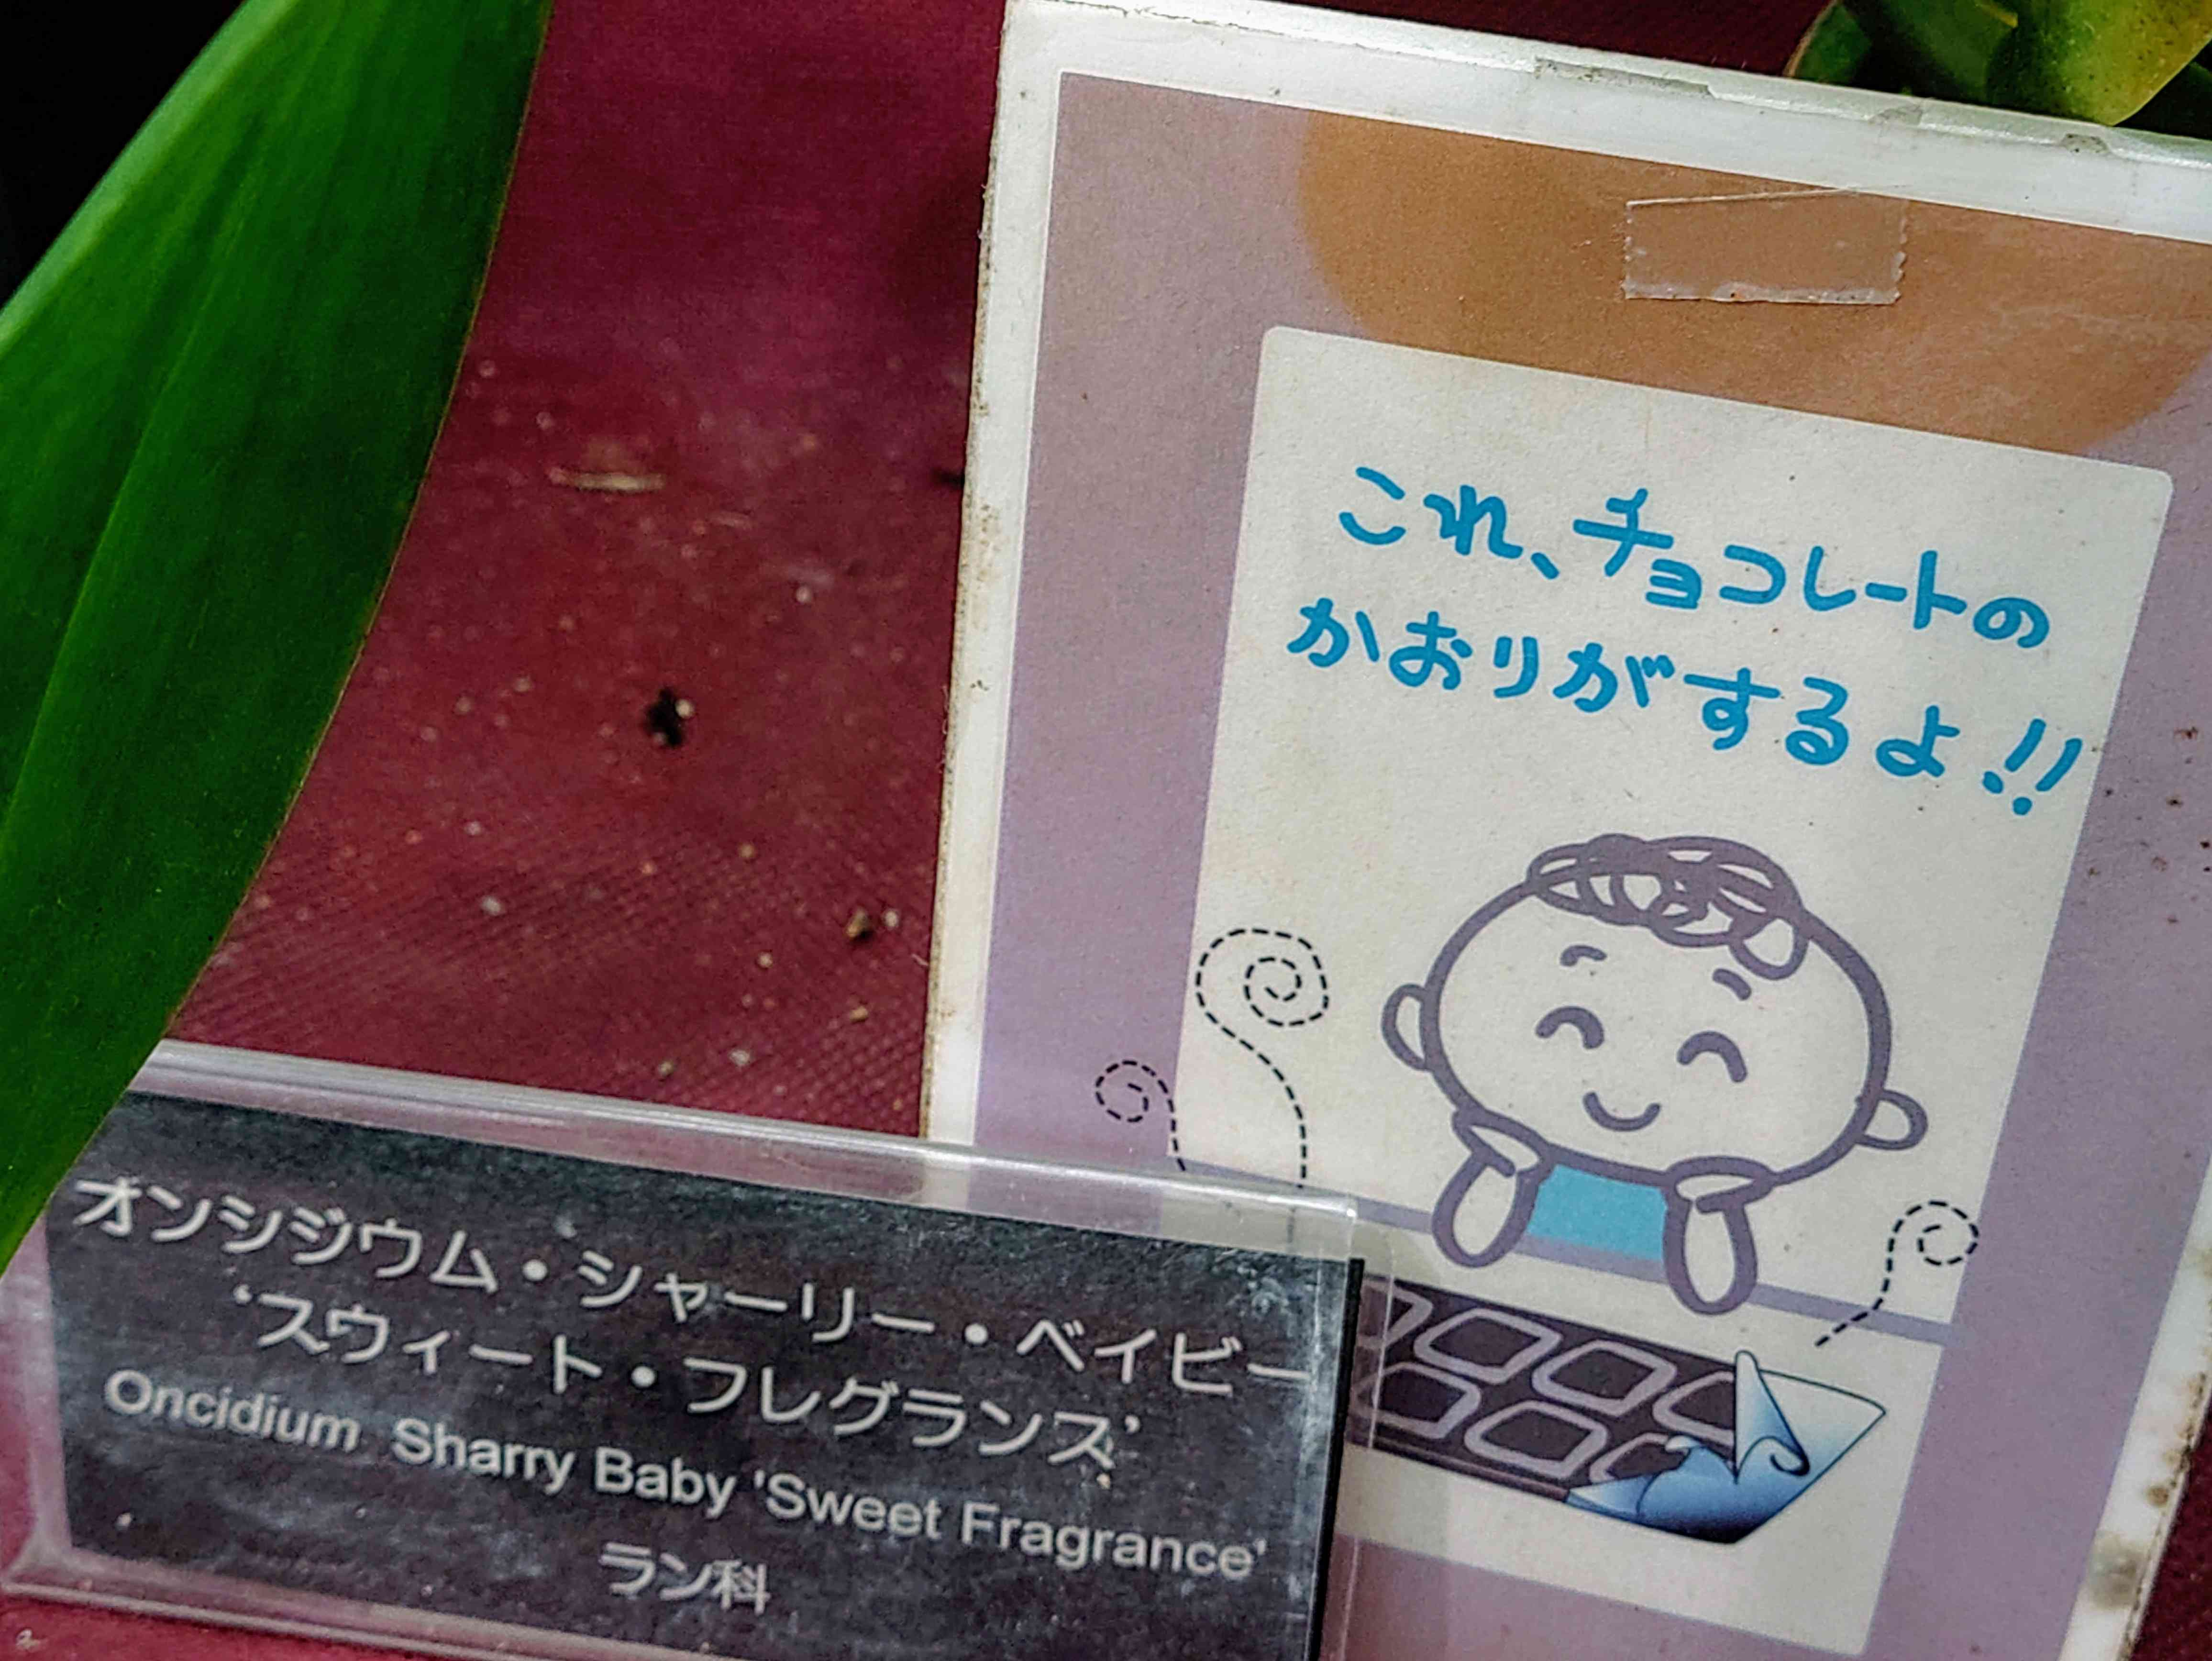 これ、チョコレートの
かおりがするよ!!
オンシジウム・シャーリー・ベイビー
‘スウィート・フレグランス’
Oncidium Sharry Baby 'Sweet Fragrance'
ラン科